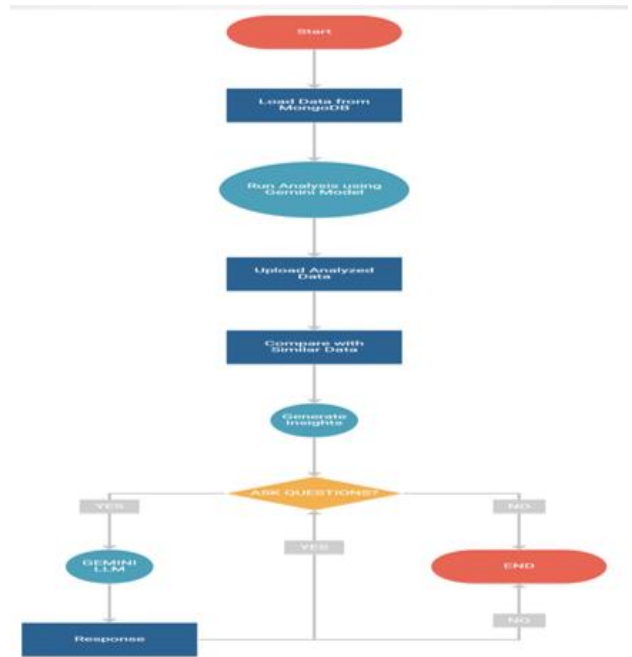 Start
Load Data from
MongoDB
Run Analysis using
Gemini Model
Upload Analyzed
Data
Compare with
Similar Data
Generate
Insights
ASK QUESTIONS?
YES
NO
YES
GEMINI
LLM
END
NO
Response